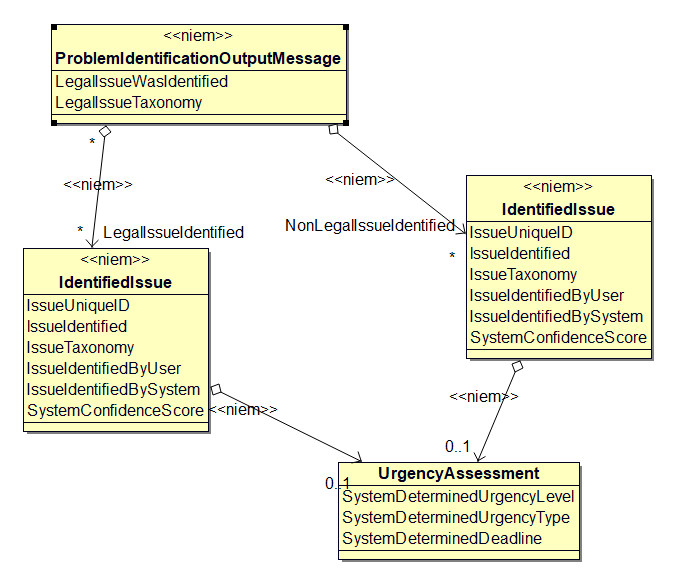 <<niem>>
ProblemIdentificationOutputMessage
LegalIssueWasIdentified
LegalIssueTaxonomy
*
<<niem>>
<<niem>>
* LegalIssueIdentified
NonLegalIssueIdentified
*
<<niem>>
IdentifiedIssue
IssueUniqueID
IssueIdentified
IssueTaxonomy
IssueIdentifiedByUser
IssueIdentifiedBySystem
SystemConfidenceScore
<<niem>>
IdentifiedIssue
IssueUniqueID
IssueIdentified
IssueTaxonomy
IssueIdentifiedByUser
IssueIdentifiedBySystem
SystemConfidenceScore
<<niem>>
<<niem>>
0..1
0..1
UrgencyAssessment
SystemDeterminedUrgencyLevel
SystemDeterminedUrgencyType
SystemDeterminedDeadline